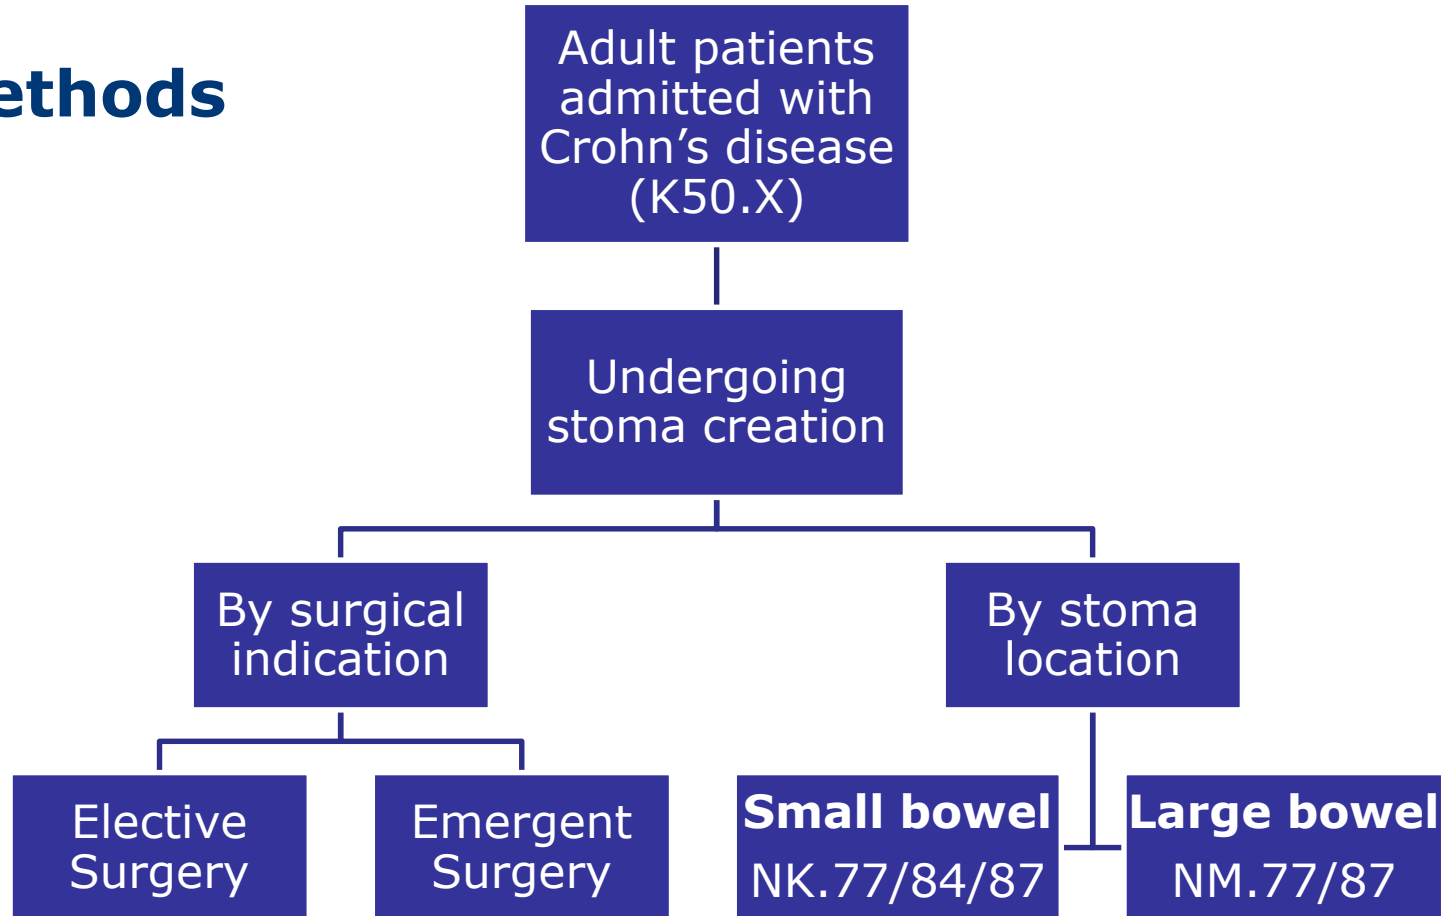 ethods
Adult patients
admitted with
Crohn’s disease
(K50.X)
Undergoing
stoma creation
By surgical
indication
By stoma
location
Elective
Surgery
Emergent
Surgery
Small bowel
NK.77/84/87
Large bowel
NM.77/87